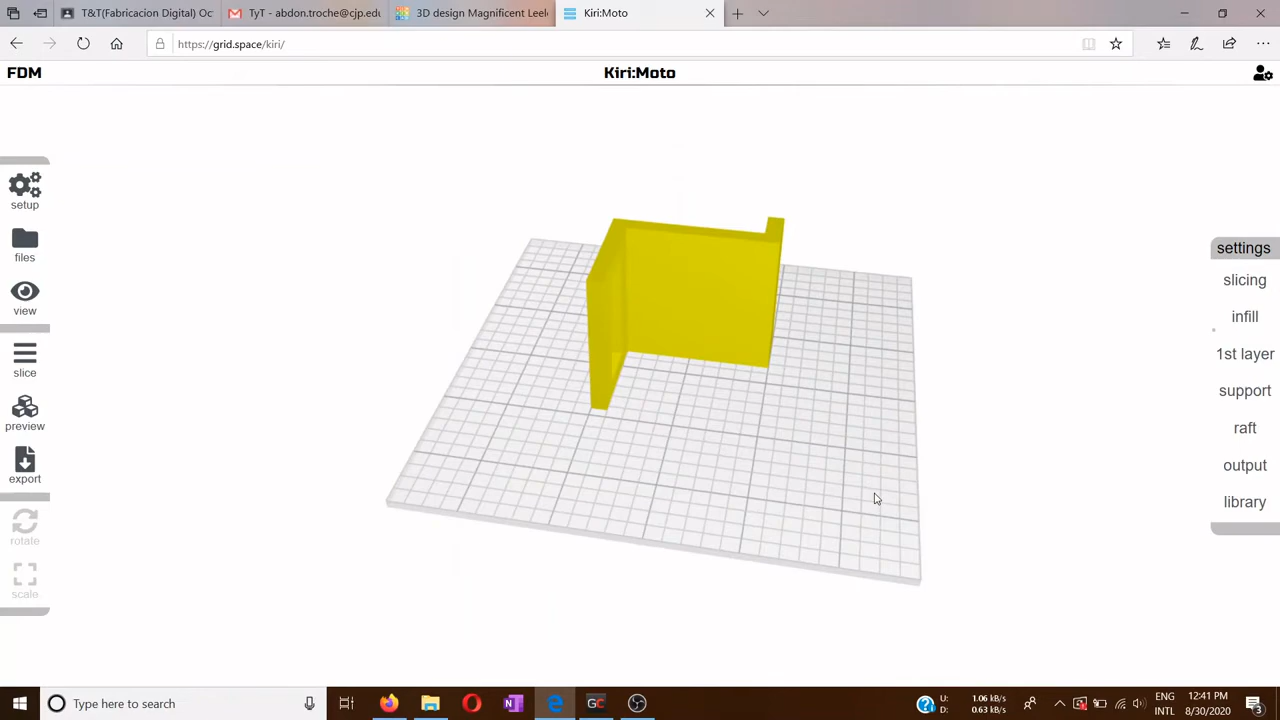 T&T(Fabricacion Digital) Oc
TyT - abdon.troche@cjp.edu
3D design Magnificent Leel
Kiri:Moto
https://grid.space/kiri/
FDM
Kiri:Moto
setup
files
view
slice
preview
export
rotate
scale
settings
slicing
infill
1st layer
support
raft
output
library
Type here to search
U: 1.06 kB/s
D: 0.63 kB/s
ENG
INTL
12:41 PM
8/30/2020
3